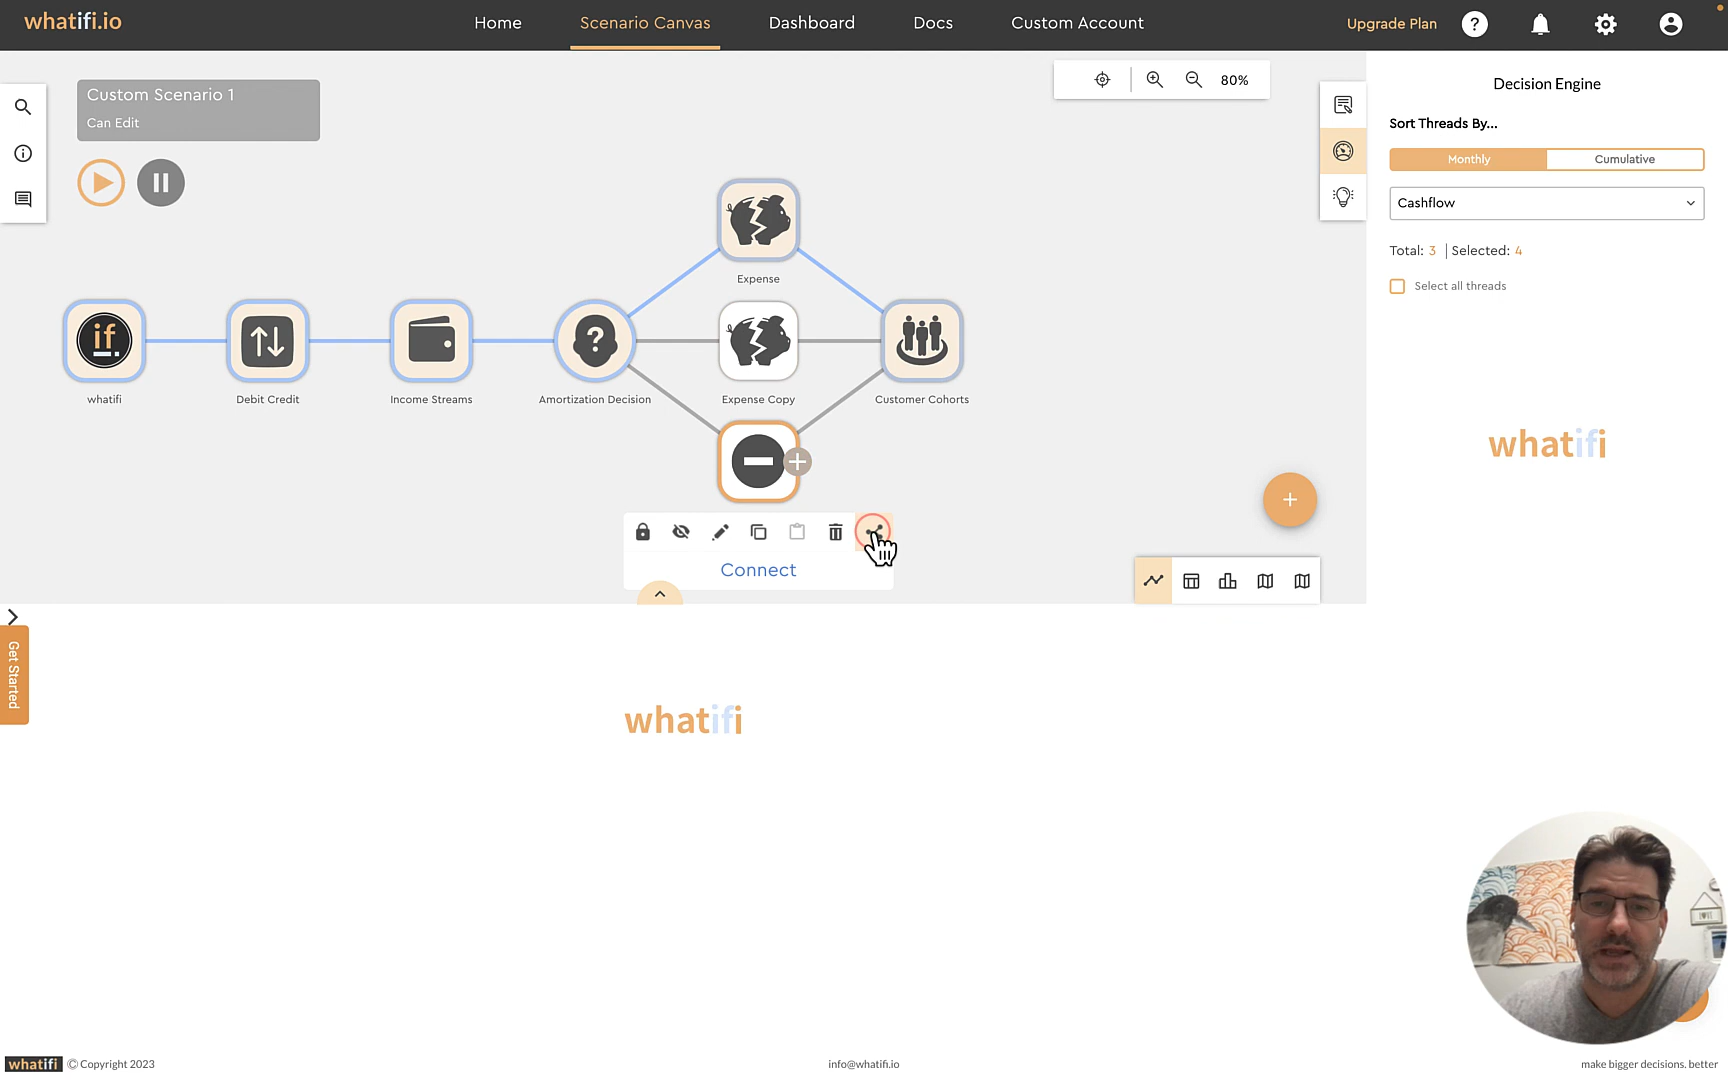 whatifi.io
Home
Scenario Canvas
Dashboard
Docs
Custom Account
Upgrade Plan
?
Custom Scenario 1
Can Edit
80%
Decision Engine
Sort Threads By...
Monthly
Cumulative
Cashflow
Total: 3 | Selected: 4
Select all threads
Expense
if
?
whatifi
Debit Credit
Income Streams
Amortization Decision
Expense Copy
Customer Cohorts
whatifi
Connect
Get Started
whatifi
whatifi
© Copyright 2023
info@whatifi.io
make bigger decisions. better